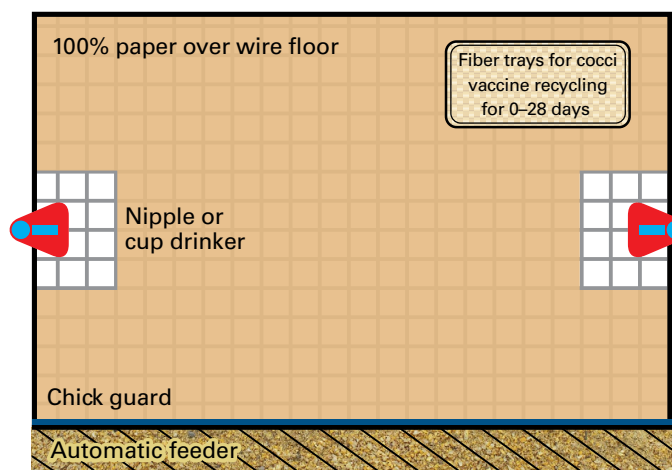 100% paper over wire floor
Fiber trays for cocci
vaccine recycling
for 0–28 days
Nipple or
cup drinker
Chick guard
Automatic feeder